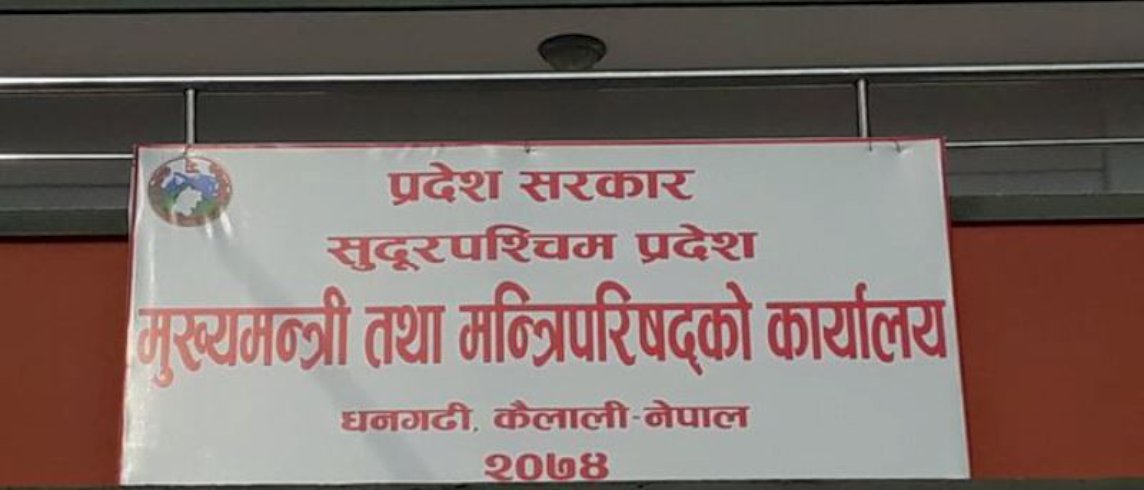 प्रदेश सरकार
सुदूरपश्चिम प्रदेश
मुख्यमन्त्री तथा मन्त्रिपरिषद्को कार्यालय
धनगढी, कैलाली-नेपाल
२०७४